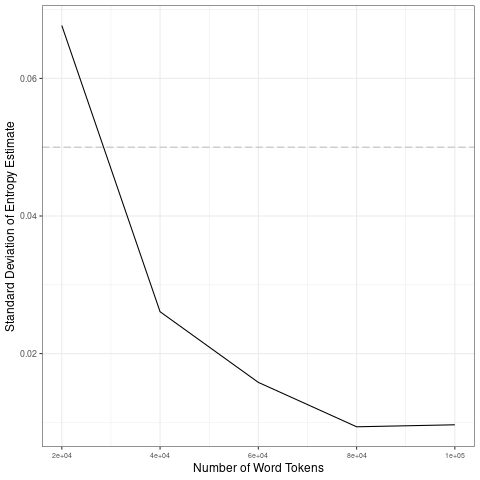 Standard Deviation of Entropy Estimate
0.06
0.04
0.02
2e+04 4e+04 6e+04 8e+04 1e+05
Number of Word Tokens